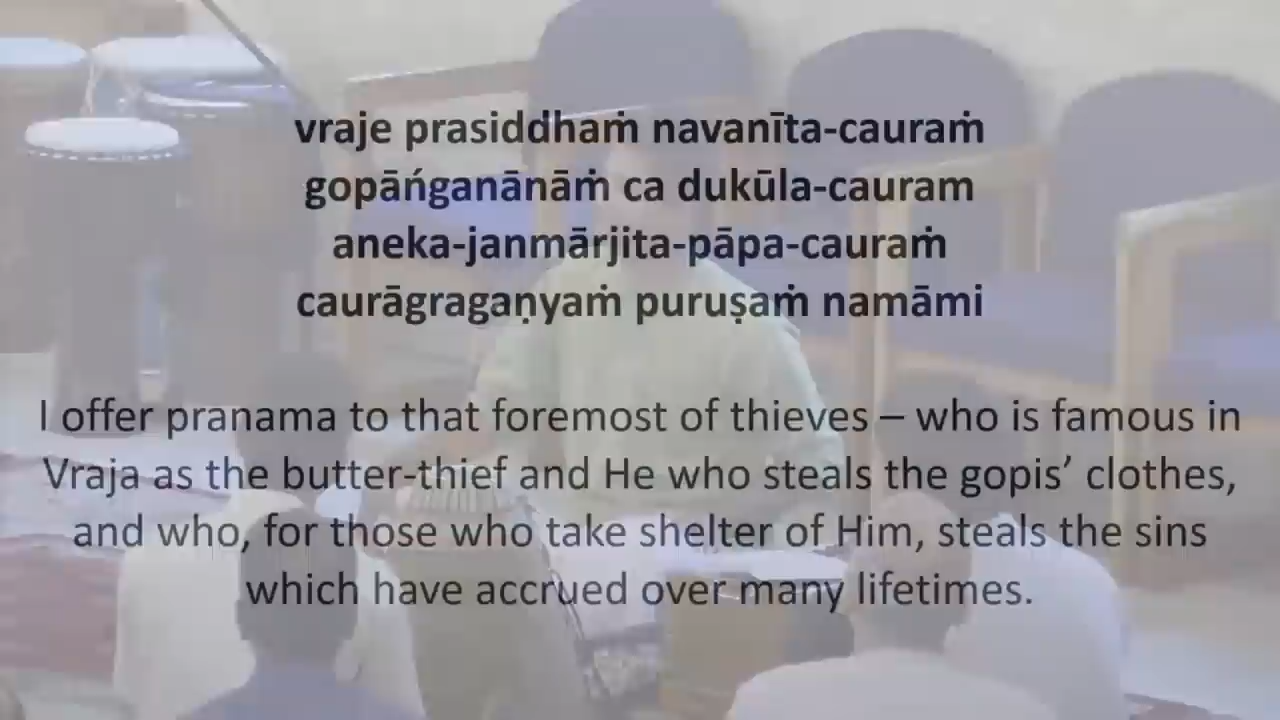 vraje prasiddhaṁ navanīta-cauraṁ
gopāńganānāṁ ca dukūla-cauram
aneka-janmārjita-pāpa-cauraṁ
caurāgragaṇyaṁ puruṣaṁ namāmi
I offer pranama to that foremost of thieves – who is famous in
Vraja as the butter-thief and He who steals the gopis’ clothes,
and who, for those who take shelter of Him, steals the sins
which have accrued over many lifetimes.